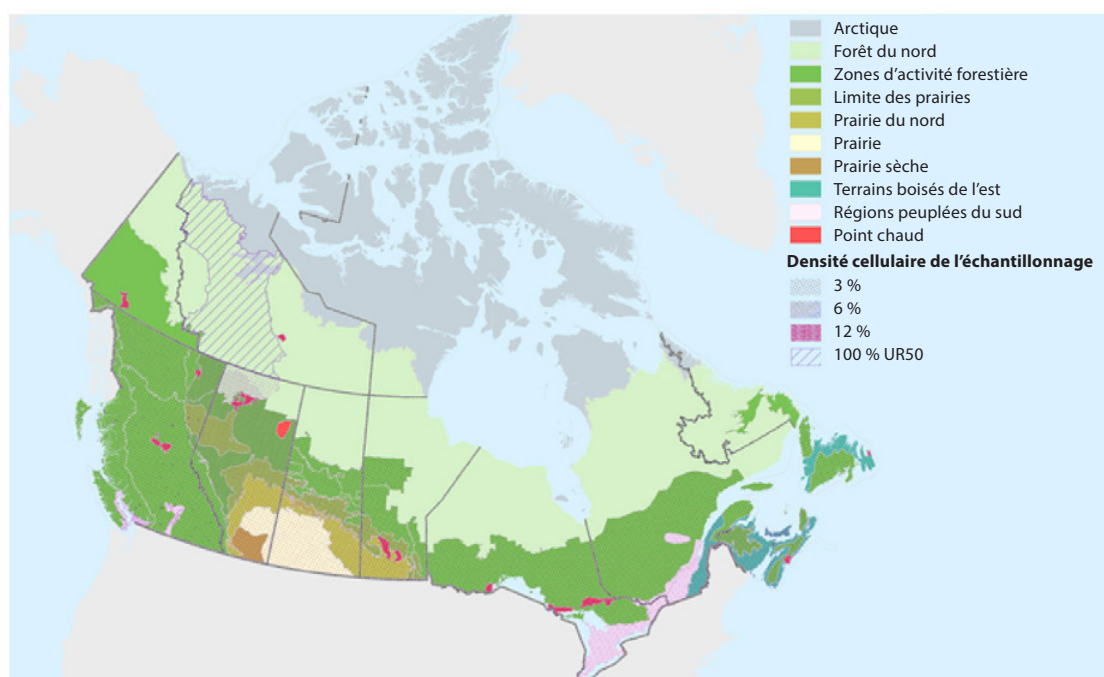 Arctique
Forêt du nord
Zones d’activité forestière
Limite des prairies
Prairie du nord
Prairie
Prairie sèche
Terrains boisés de l’est
Régions peuplées du sud
Point chaud
Densité cellulaire de l’échantillonnage
3 %
6 %
12 %
100 % UR50